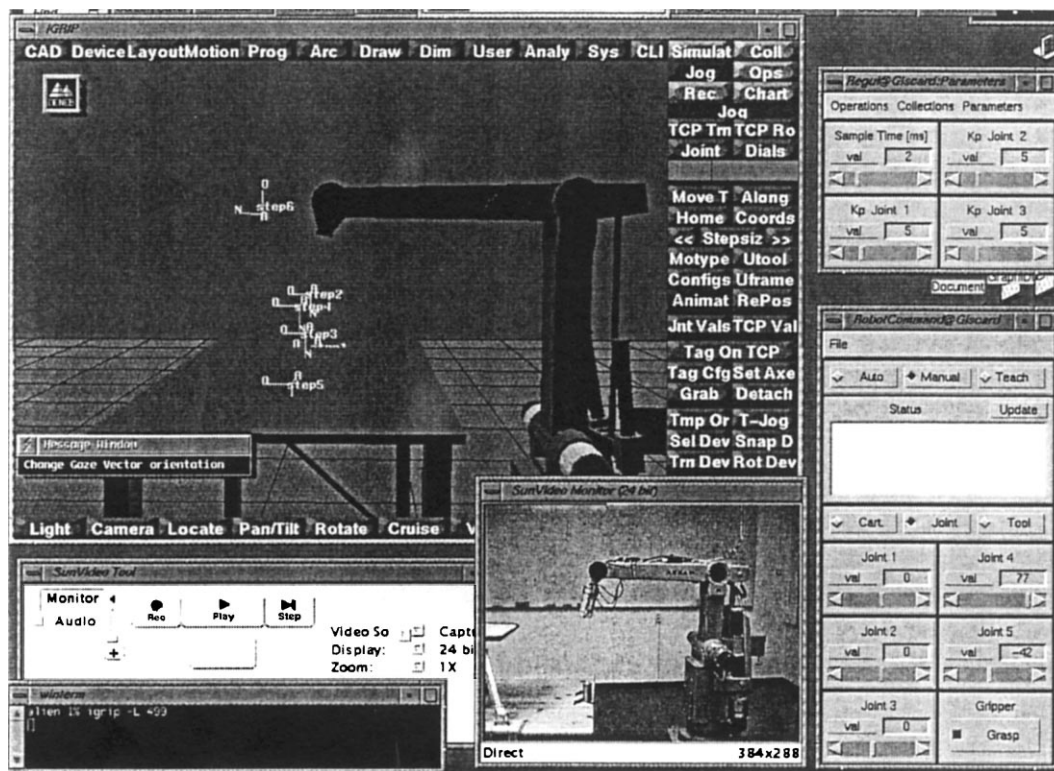 IGRIP
CAD Device Layout Motion Prog Arc Draw Dim User Analy Sys CLI Simulat Coll
Jog Ops
Rec Chart
Jog
TCP Trn TCP Ro
Joint Dials
Move T Along
Home Coords
<< Stepsiz >>
Motype Utool
Configs Uframe
Animat RePos
Jnt Vals TCP Val
Tag On TCP
Tag Cfg Set Axe
Grab Detach
Tmp Or T-Jog
Sel Dev Snap D
Trn Dev Rot Dev
step6
step2
step3
step5
Message Window
Change Gaze Vector orientation
Light Camera Locate Pan/Tilt Rotate Cruise V
Regul@Giscard:Parameters
Operations Collections Parameters
Sample Time [ms] Kp Joint 2
val 2 val 5
Kp Joint 1 Kp Joint 3
val 5 val 5
Document
RobotCommand@Giscard
File
Auto Manual Teach
Status Update
Cart. Joint Tool
Joint 1 Joint 4
val 0 val 77
Joint 2 Joint 5
val 0 val -42
Joint 3 Gripper
val 0 Grasp
SunVideo Tool
Monitor
Audio
Rec Play Step
Video So Captu
Display: 24 bi
Zoom: 1X
SunVideo Monitor (24 bit)
Direct 384x288
winterm
alien 1% igrip -L 499